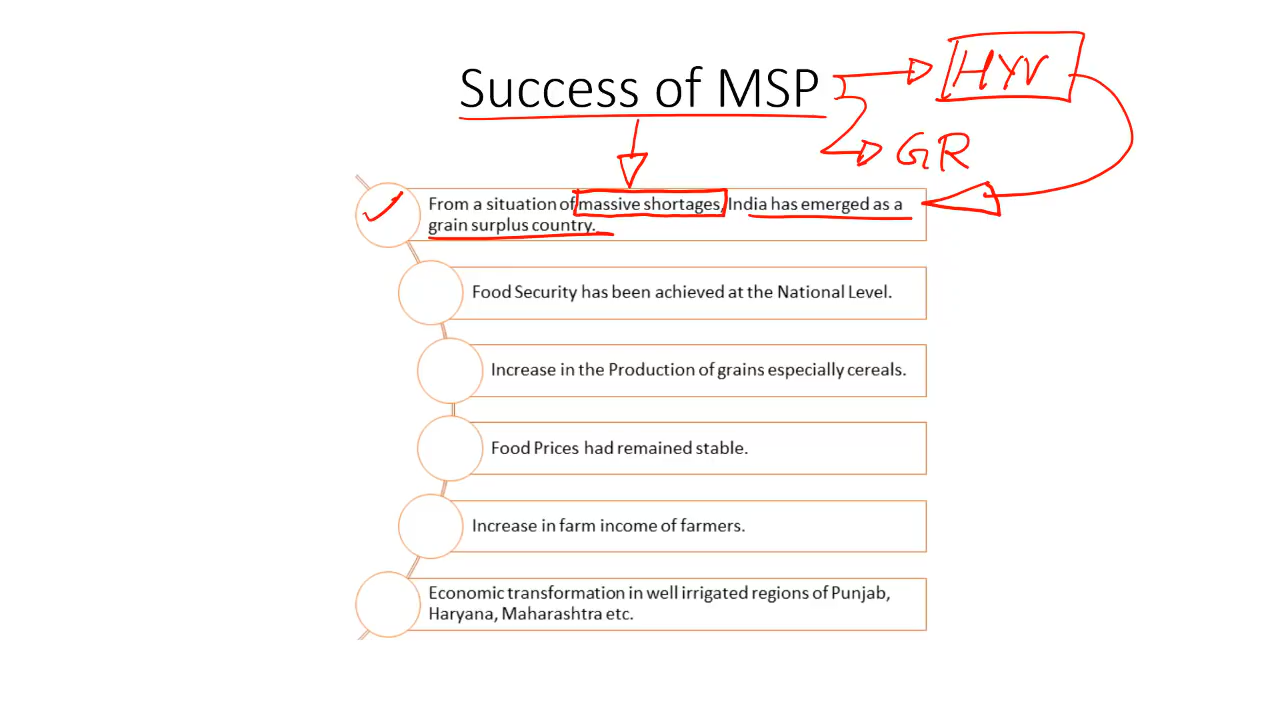 Success of MSP
HYV
GR
From a situation of massive shortages, India has emerged as a
grain surplus country.
Food Security has been achieved at the National Level.
Increase in the Production of grains especially cereals.
Food Prices had remained stable.
Increase in farm income of farmers.
Economic transformation in well irrigated regions of Punjab,
Haryana, Maharashtra etc.